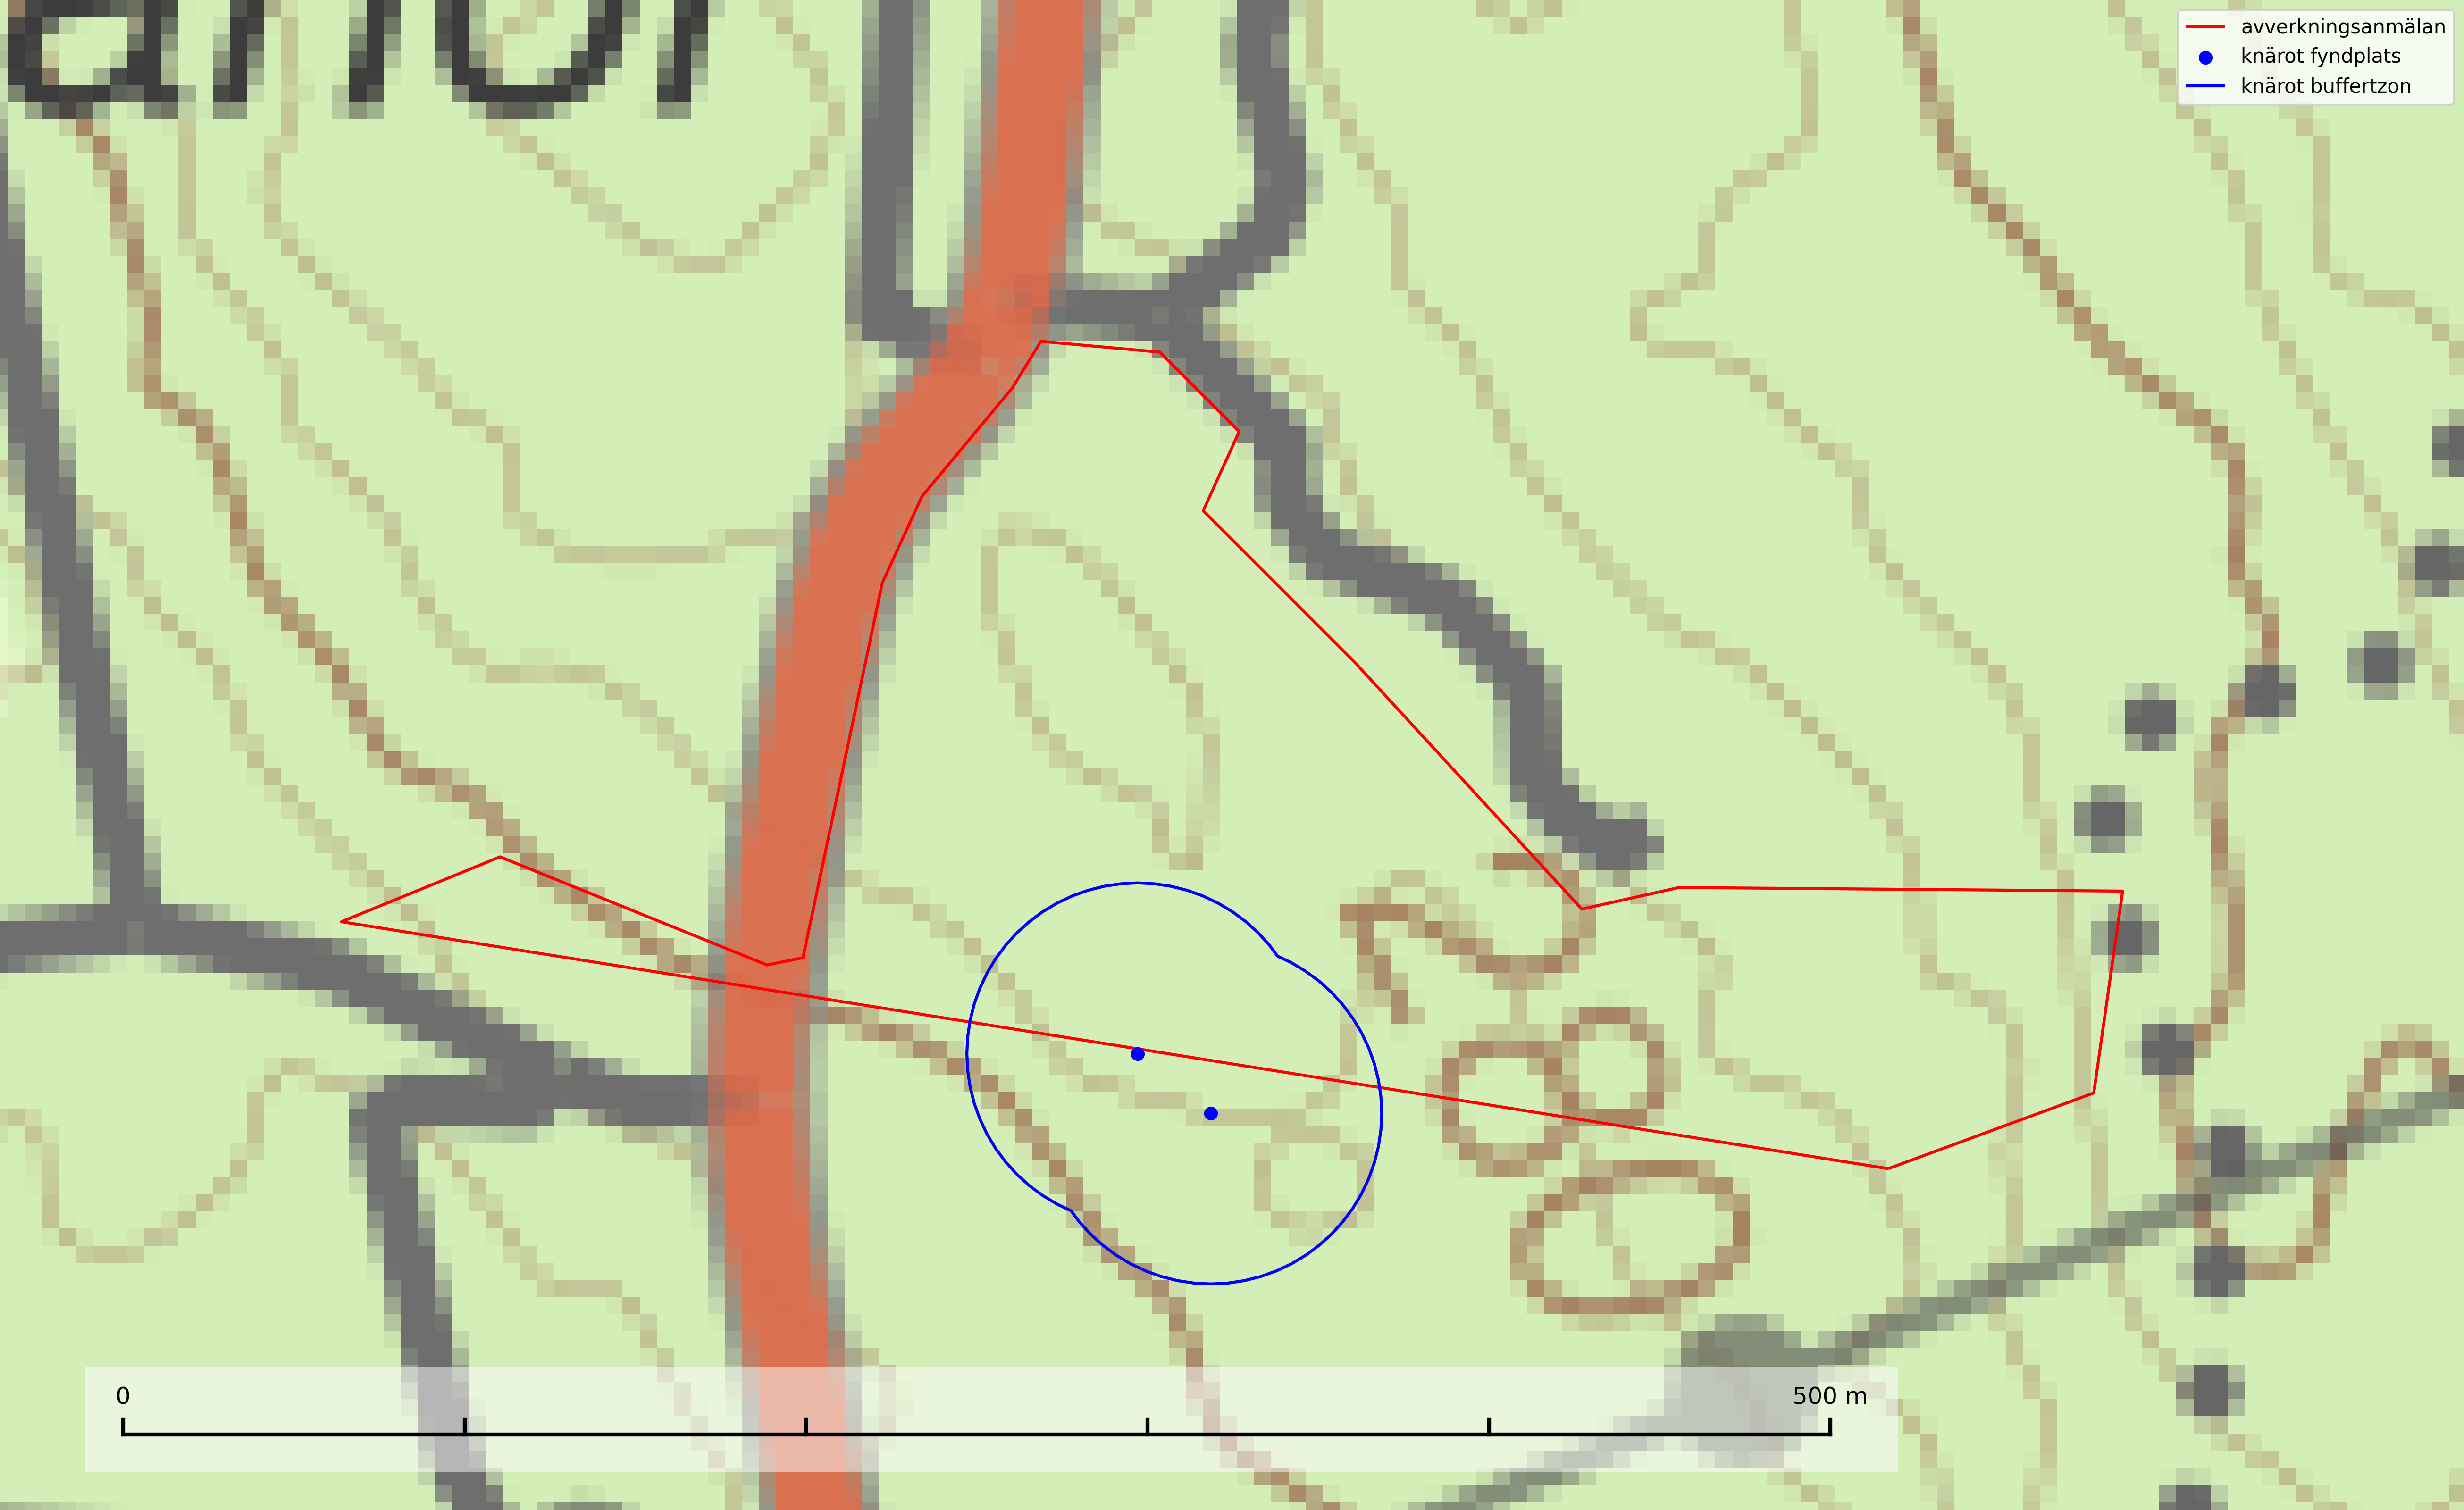 avverkningsanmälan
knärot fyndplats
knärot buffertzon
0
500 m